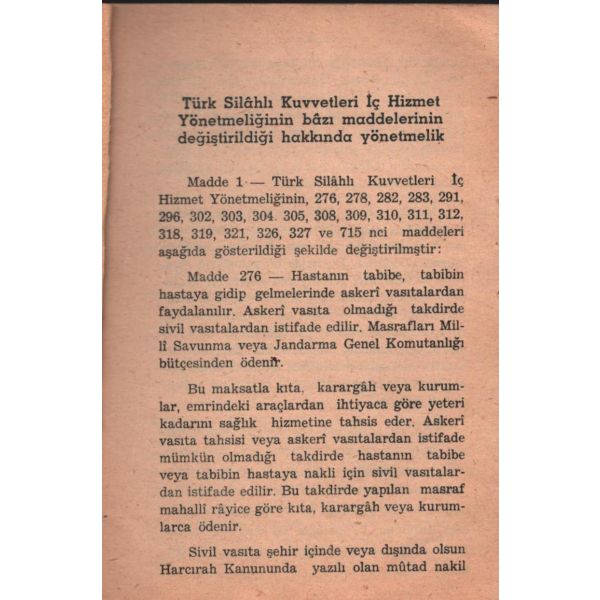 Türk Silâhlı Kuvvetleri İç Hizmet
Yönetmeliğinin bâzı maddelerinin
değiştirildiği hakkında yönetmelik
Madde 1 — Türk Silâhlı Kuvvetleri İç
Hizmet Yönetmeliğinin, 276, 278, 282, 283, 291,
296, 302, 303, 304. 305, 308, 309, 310, 311, 312,
318, 319, 321, 326, 327 ve 715 nci maddeleri
aşağıda gösterildiği şekilde değiştirilmştir:
Madde 276 — Hastanın tabibe, tabibin
hastaya gidip gelmelerinde askerî vasıtalardan
faydalanılır. Askerî vasıta olmadığı takdirde
sivil vasıtalardan istifade edilir. Masrafları Mil-
lî Savunma veya Jandarma Genel Komutanlığı
bütçesinden ödenir.
Bu maksatla kıta, karargâh veya kurum-
lar, emrindeki araçlardan ihtiyaca göre yeteri
kadarını sağlık hizmetine tahsis eder. Askerî
vasıta tahsisi veya askerî vasıtalardan istifade
mümkün olmadığı takdirde hastanın tabibe
veya tabibin hastaya nakli için sivil vasıtalar-
dan istifade edilir. Bu takdirde yapılan masraf
mahallî râyice göre kıta, karargâh veya kurum-
larca ödenir.
Sivil vasıta şehir içinde veya dışında olsun
Harcırah Kanununda yazılı olan mûtad nakil